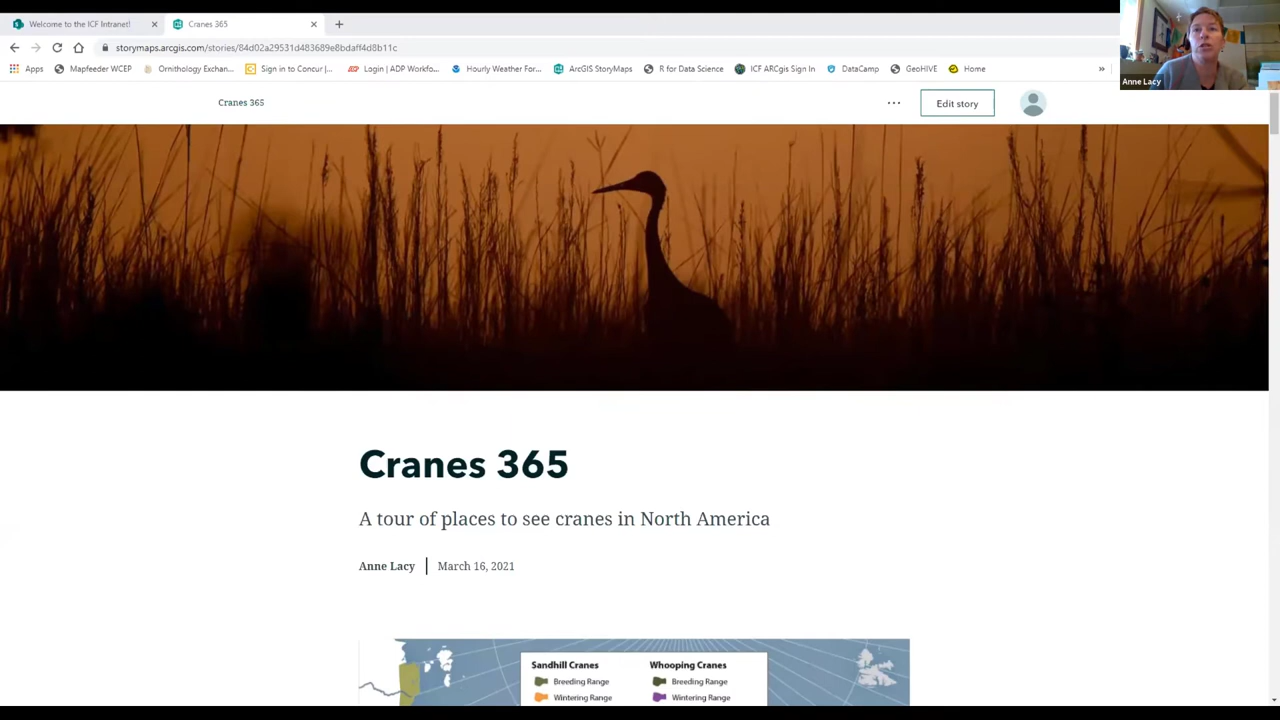 Welcome to the ICF Intranet!
Cranes 365
storymaps.arcgis.com/stories/84d02a29531d483689e8bdaff4d8b11c
Apps Mapfeeder WCEP Ornithology Exchan... Sign in to Concur |... Login | ADP Workfo... Hourly Weather For... ArcGIS StoryMaps R for Data Science ICF ARCgis Sign In DataCamp GeoHIVE Home »
Anne Lacy
Cranes 365
Edit story
Cranes 365
A tour of places to see cranes in North America
Anne Lacy | March 16, 2021
Sandhill Cranes Whooping Cranes
Breeding Range Breeding Range
Wintering Range Wintering Range